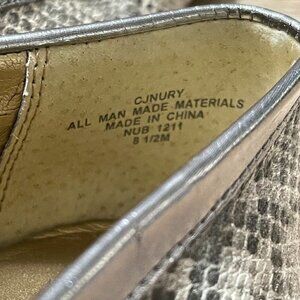 CJNURY
ALL MAN MADE MATERIALS
MADE IN CHINA
NUB 1211
8 1/2M